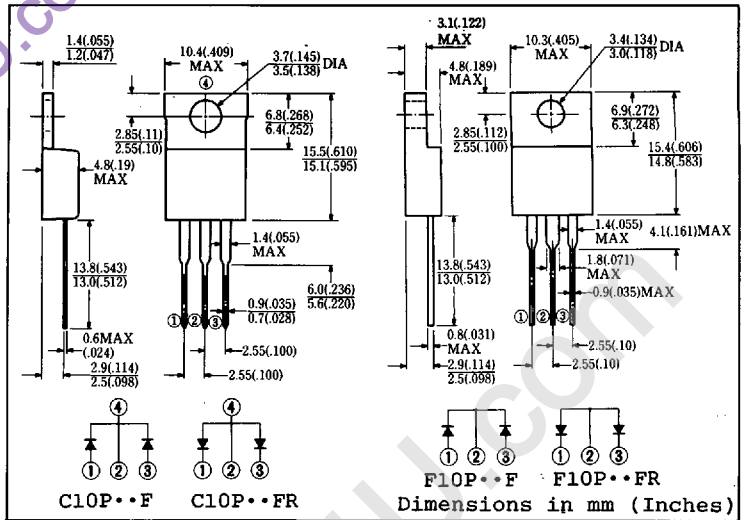 1.4(.055)
1.2(.047)
10.4(.409)
MAX
④
3.7(.145)
3.5(.138) DIA
2.85(.11)
2.55(.10)
6.8(.268)
6.4(.252)
15.5(.610)
15.1(.595)
4.8(.19)
MAX
1.4(.055)
MAX
13.8(.543)
13.0(.512)
6.0(.236)
5.6(.220)
0.9(.035)
0.7(.028)
① ② ③
0.6MAX
(.024)
2.9(.114)
2.5(.098)
2.55(.100)
2.55(.100)
④ ④
① ② ③ ① ② ③
C10P··F C10P··FR
3.1(.122)
MAX
4.8(.189)
MAX
10.3(.405)
MAX
3.4(.134)
3.0(.118) DIA
2.85(.112)
2.55(.100)
6.9(.272)
6.3(.248)
15.4(.606)
14.8(.583)
1.4(.055)
MAX
4.1(.161)MAX
13.8(.543)
13.0(.512)
1.8(.071)
MAX
0.9(.035)MAX
① ② ③
0.8(.031)
MAX
2.9(.114)
2.5(.098)
2.55(.10)
2.55(.10)
① ② ③ ① ② ③
F10P··F F10P··FR
Dimensions in mm (Inches)